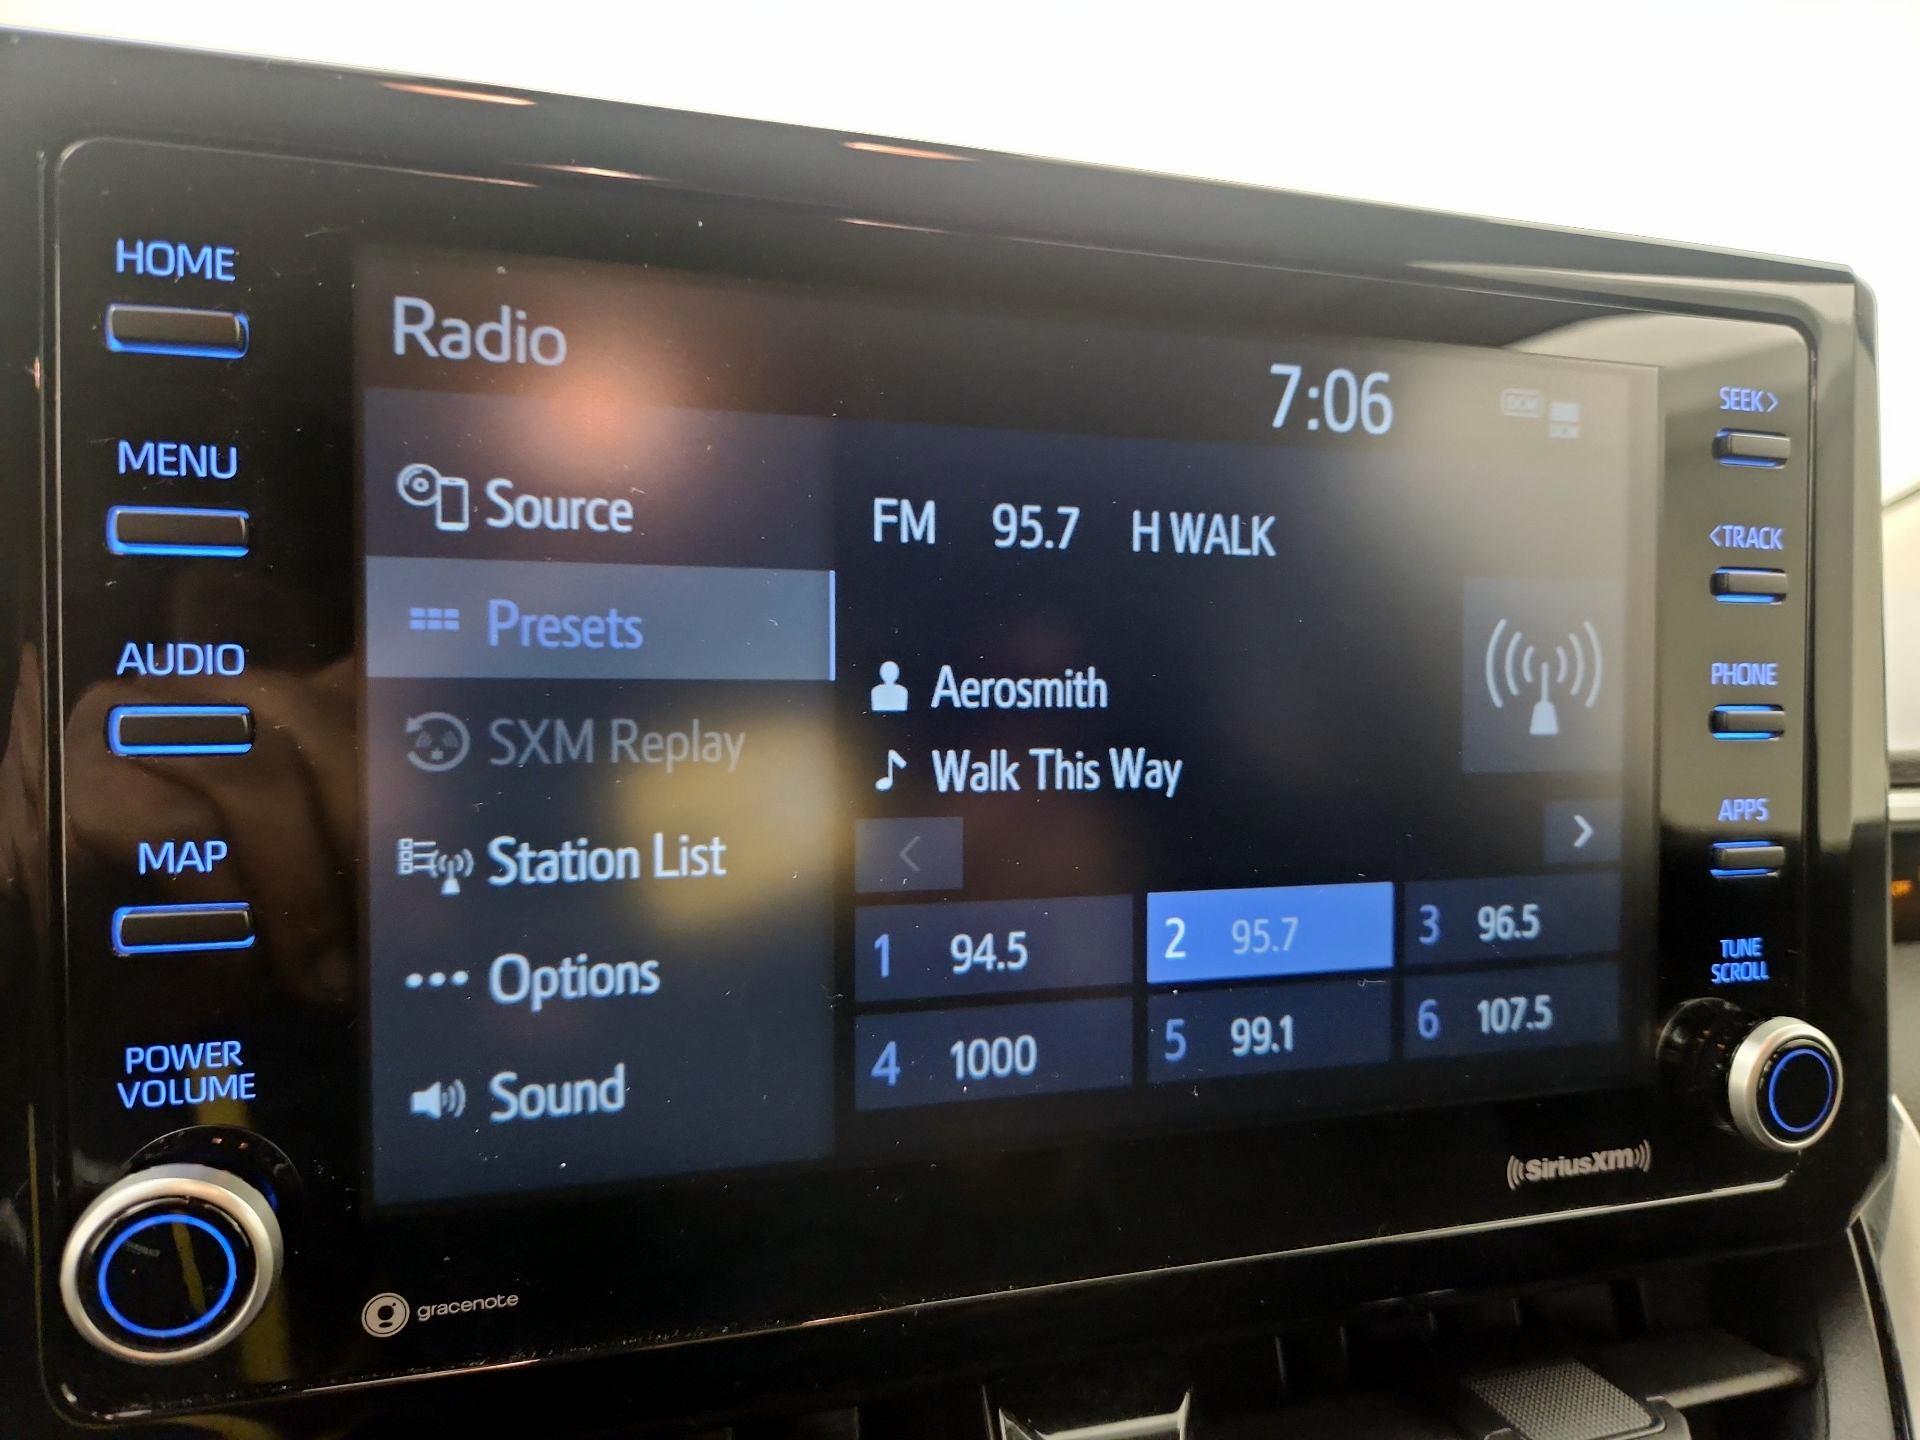 HOME
MENU
AUDIO
MAP
POWER
VOLUME
Radio
7:06
DCM
DCM
Source
Presets
SXM Replay
Station List
Options
Sound
FM 95.7 H WALK
Aerosmith
Walk This Way
<
>
1 94.5
2 95.7
3 96.5
4 1000
5 99.1
6 107.5
SEEK>
<TRACK
PHONE
APPS
TUNE
SCROLL
gracenote
SiriusXM